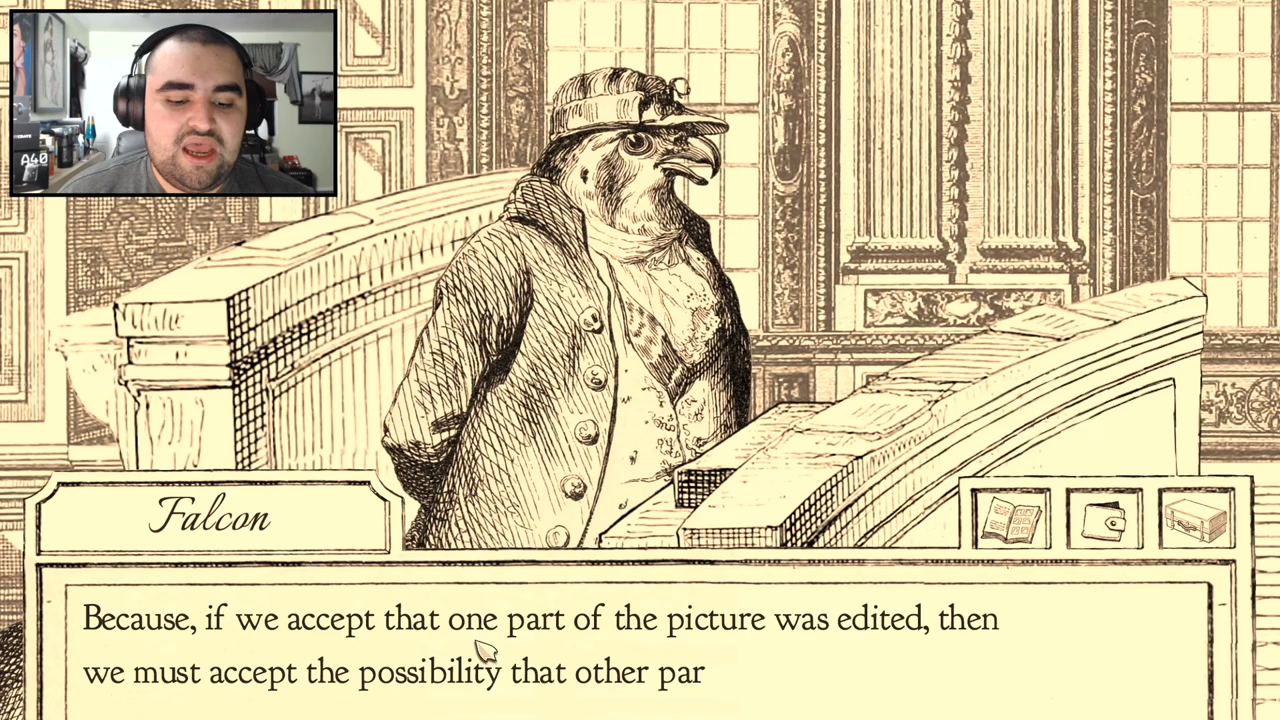 A40
Falcon
Because, if we accept that one part of the picture was edited, then
we must accept the possibility that other par